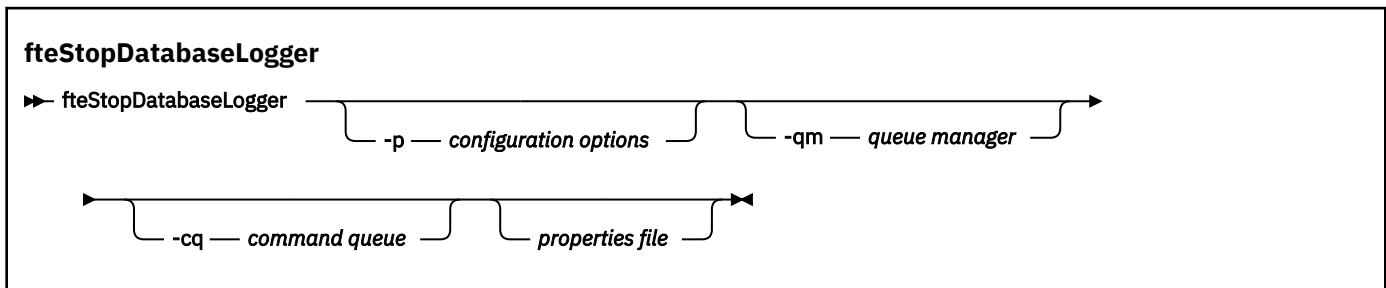 fteStopDatabaseLogger
fteStopDatabaseLogger
-p configuration options -qm queue manager
-cq command queue properties file